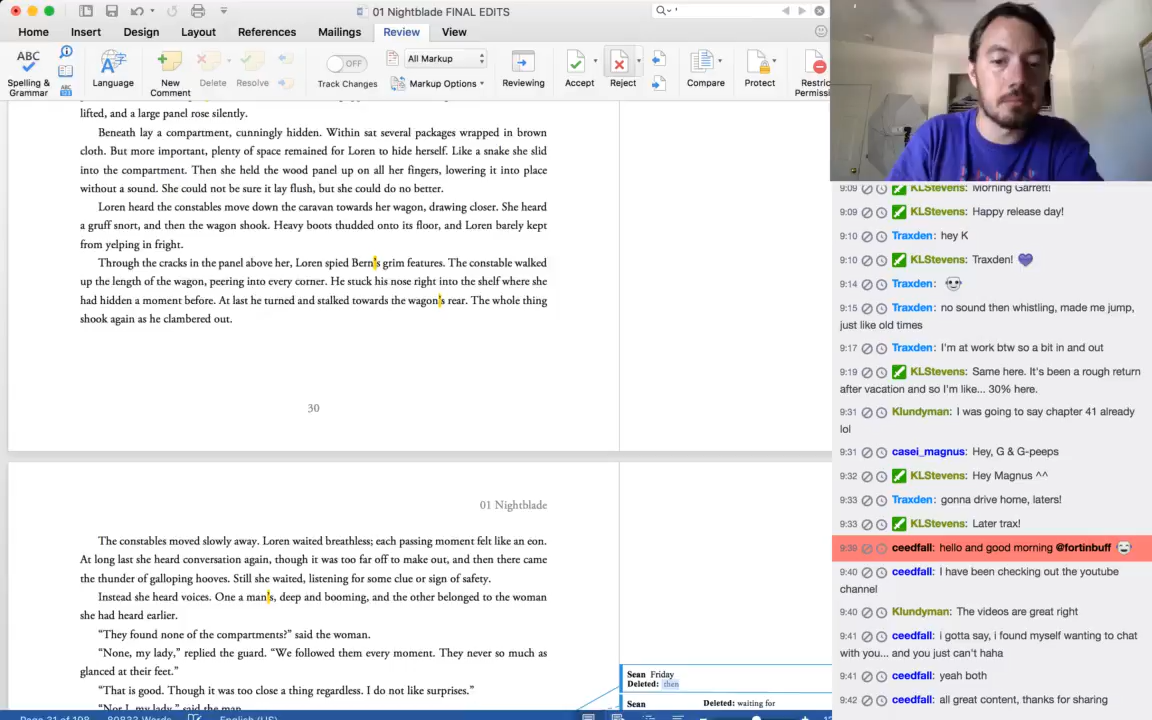 01 Nightblade FINAL EDITS
Home Insert Design Layout References Mailings Review View
ABC
Spelling & Grammar
ABC
Language
New Comment
Delete
Resolve
OFF
Track Changes
All Markup
Markup Options
Reviewing
Accept
Reject
Compare
Protect
Restric
Permissi
lifted, and a large panel rose silently.
Beneath lay a compartment, cunningly hidden. Within sat several packages wrapped in brown
cloth. But more important, plenty of space remained for Loren to hide herself. Like a snake she slid
into the compartment. Then she held the wood panel up on all her fingers, lowering it into place
without a sound. She could not be sure it lay flush, but she could do no better.
Loren heard the constables move down the caravan towards her wagon, drawing closer. She heard
a gruff snort, and then the wagon shook. Heavy boots thudded onto its floor, and Loren barely kept
from yelping in fright.
Through the cracks in the panel above her, Loren spied Bern's grim features. The constable walked
up the length of the wagon, peering into every corner. He stuck his nose right into the shelf where she
had hidden a moment before. At last he turned and stalked towards the wagon's rear. The whole thing
shook again as he clambered out.
30
01 Nightblade
The constables moved slowly away. Loren waited breathless; each passing moment felt like an eon.
At long last she heard conversation again, though it was too far off to make out, and then there came
the thunder of galloping hooves. Still she waited, listening for some clue or sign of safety.
Instead she heard voices. One a man's, deep and booming, and the other belonged to the woman
she had heard earlier.
“They found none of the compartments?” said the woman.
“None, my lady,” replied the guard. “We followed them every moment. They never so much as
glanced at their feet.”
“That is good. Though it was too close a thing regardless. I do not like surprises.”
“Nor I, my lady,” said the man.
Sean Friday
Deleted: then
Sean
Deleted: waiting for
Page 31 of 198 80833 Words English (US)
9:09 KLStevens: Morning Garrett!
9:09 KLStevens: Happy release day!
9:10 Traxden: hey K
9:10 KLStevens: Traxden!
9:14 Traxden:
9:15 Traxden: no sound then whistling, made me jump,
just like old times
9:17 Traxden: I'm at work btw so a bit in and out
9:19 KLStevens: Same here. It's been a rough return
after vacation and so I'm like... 30% here.
9:31 Klundyman: I was going to say chapter 41 already
lol
9:31 casei_magnus: Hey, G & G-peeps
9:32 KLStevens: Hey Magnus ^^
9:33 Traxden: gonna drive home, laters!
9:33 KLStevens: Later trax!
9:39 ceedfall: hello and good morning @fortinbuff
9:40 ceedfall: I have been checking out the youtube
channel
9:40 Klundyman: The videos are great right
9:41 ceedfall: i gotta say, i found myself wanting to chat
with you... and you just can't haha
9:41 ceedfall: yeah both
9:42 ceedfall: all great content, thanks for sharing